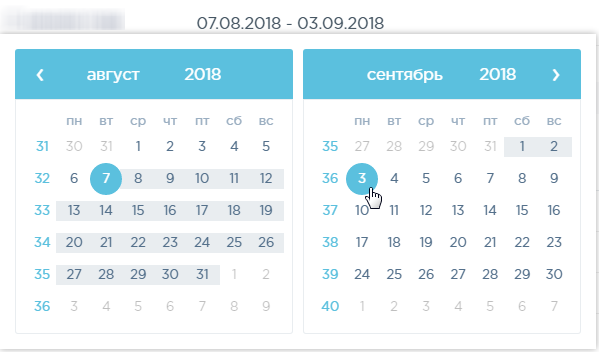 07.08.2018 - 03.09.2018
август 2018
пн вт ср чт пт сб вс
31 30 31 1 2 3 4 5
32 6 7 8 9 10 11 12
33 13 14 15 16 17 18 19
34 20 21 22 23 24 25 26
35 27 28 29 30 31 1 2
36 3 4 5 6 7 8 9
сентябрь 2018
пн вт ср чт пт сб вс
35 27 28 29 30 31 1 2
36 3 4 5 6 7 8 9
37 10 11 12 13 14 15 16
38 17 18 19 20 21 22 23
39 24 25 26 27 28 29 30
40 1 2 3 4 5 6 7